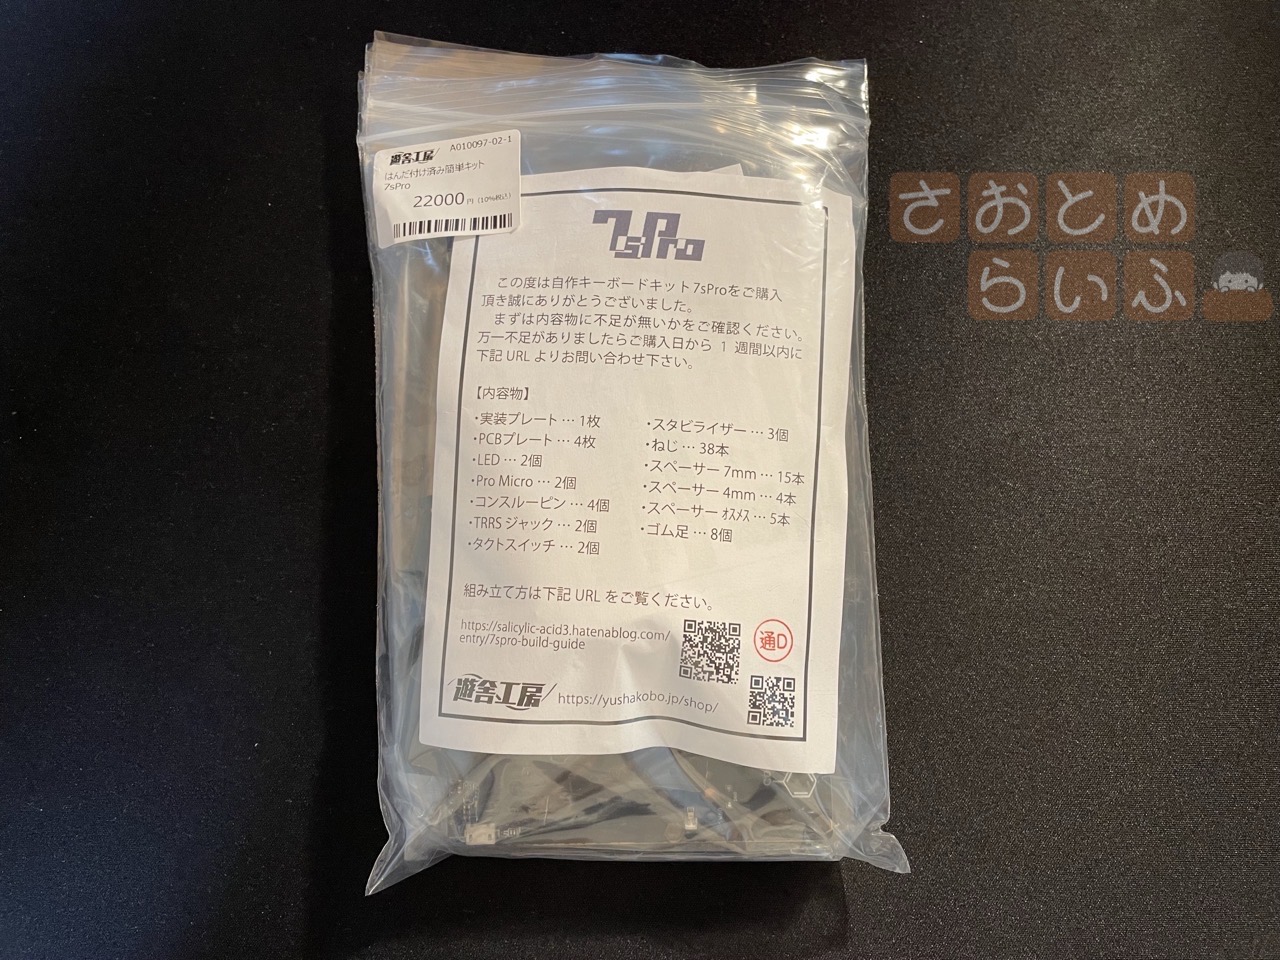 遊舎工房 A010097-02-1
はんだ付け済み簡単キット
7sPro
22000円(10%税込)
さおとめ
らいふ
7sPro
この度は自作キーボードキット7sProをご購入
頂き誠にありがとうございました。
まずは内容物に不足が無いかをご確認ください。
万一不足がありましたらご購入日から 1 週間以内に
下記 URL よりお問い合わせ下さい。
【内容物】
・実装プレート … 1枚
・PCBプレート … 4枚
・LED … 2個
・Pro Micro … 2個
・コンスルーピン … 4個
・TRRS ジャック … 2個
・タクトスイッチ … 2個
・スタビライザー … 3個
・ねじ … 38本
・スペーサー 7mm … 15本
・スペーサー 4mm … 4本
・スペーサー ｵｽﾒｽ … 5本
・ゴム足 … 8個
組み立て方は下記 URL をご覧ください。
https://salicylic-acid3.hatenablog.com/
entry/7spro-build-guide
通D
遊舎工房 https://yushakobo.jp/shop/